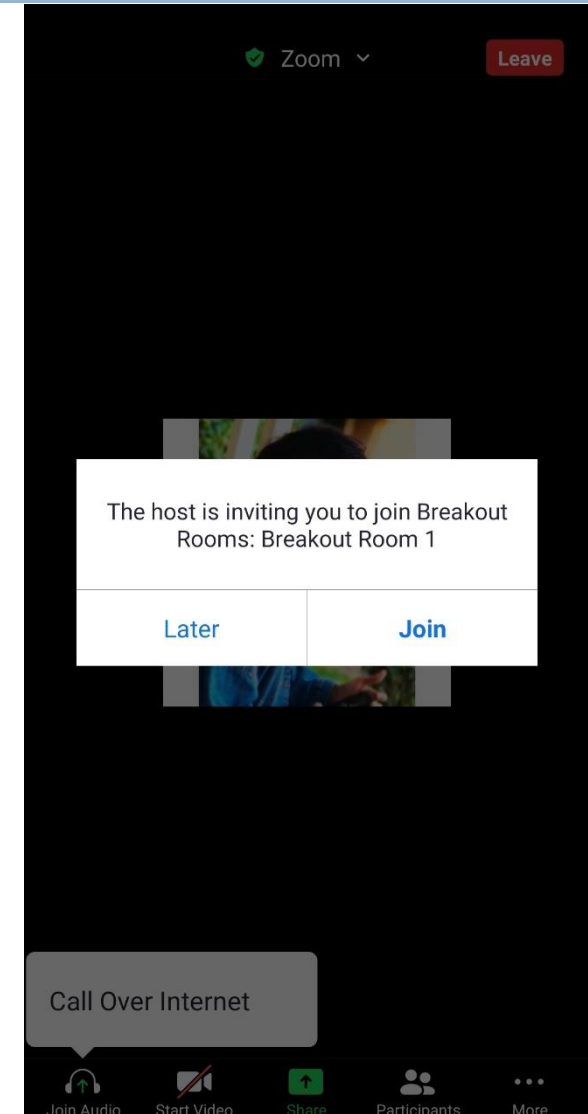 Zoom
Leave
The host is inviting you to join Breakout
Rooms: Breakout Room 1
Later
Join
Call Over Internet
Join Audio
Start Video
Share
Participants
More